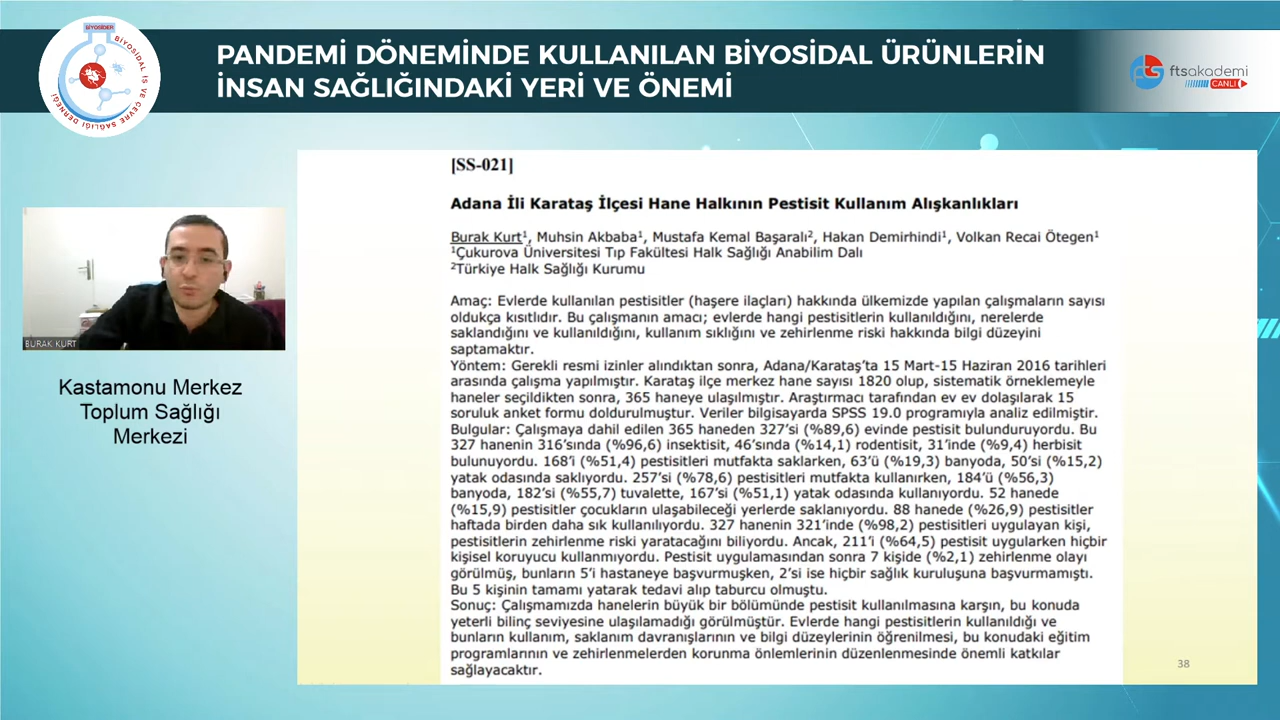 BİYOSİDER
BİYOSİDAL İŞ VE ÇEVRE SAĞLIĞI DERNEĞİ
PANDEMİ DÖNEMİNDE KULLANILAN BİYOSİDAL ÜRÜNLERİN
İNSAN SAĞLIĞINDAKİ YERİ VE ÖNEMİ
fts
ftsakademi
CANLI
BURAK KURT
Kastamonu Merkez
Toplum Sağlığı
Merkezi
[SS-021]
Adana İli Karataş İlçesi Hane Halkının Pestisit Kullanım Alışkanlıkları
Burak Kurt¹, Muhsin Akbaba¹, Mustafa Kemal Başaralı², Hakan Demirhindi¹, Volkan Recai Ötegen¹
¹Çukurova Üniversitesi Tıp Fakültesi Halk Sağlığı Anabilim Dalı
²Türkiye Halk Sağlığı Kurumu
Amaç: Evlerde kullanılan pestisitler (haşere ilaçları) hakkında ülkemizde yapılan çalışmaların sayısı
oldukça kısıtlıdır. Bu çalışmanın amacı; evlerde hangi pestisitlerin kullanıldığını, nerelerde
saklandığını ve kullanıldığını, kullanım sıklığını ve zehirlenme riski hakkında bilgi düzeyini
saptamaktır.
Yöntem: Gerekli resmi izinler alındıktan sonra, Adana/Karataş'ta 15 Mart-15 Haziran 2016 tarihleri
arasında çalışma yapılmıştır. Karataş ilçe merkez hane sayısı 1820 olup, sistematik örneklemeyle
haneler seçildikten sonra, 365 haneye ulaşılmıştır. Araştırmacı tarafından ev ev dolaşılarak 15
soruluk anket formu doldurulmuştur. Veriler bilgisayarda SPSS 19.0 programıyla analiz edilmiştir.
Bulgular: Çalışmaya dahil edilen 365 haneden 327'si (%89,6) evinde pestisit bulunduruyordu. Bu
327 hanenin 316'sında (%96,6) insektisit, 46'sında (%14,1) rodentisit, 31'inde (%9,4) herbisit
bulunuyordu. 168'i (%51,4) pestisitleri mutfakta saklarken, 63'ü (%19,3) banyoda, 50'si (%15,2)
yatak odasında saklıyordu. 257'si (%78,6) pestisitleri mutfakta kullanırken, 184'ü (%56,3)
banyoda, 182'si (%55,7) tuvalette, 167'si (%51,1) yatak odasında kullanıyordu. 52 hanede
(%15,9) pestisitler çocukların ulaşabileceği yerlerde saklanıyordu. 88 hanede (%26,9) pestisitler
haftada birden daha sık kullanılıyordu. 327 hanenin 321'inde (%98,2) pestisitleri uygulayan kişi,
pestisitlerin zehirlenme riski yaratacağını biliyordu. Ancak, 211'i (%64,5) pestisit uygularken hiçbir
kişisel koruyucu kullanmıyordu. Pestisit uygulamasından sonra 7 kişide (%2,1) zehirlenme olayı
görülmüş, bunların 5'i hastaneye başvurmuşken, 2'si ise hiçbir sağlık kuruluşuna başvurmamıştı.
Bu 5 kişinin tamamı yatarak tedavi alıp taburcu olmuştu.
Sonuç: Çalışmamızda hanelerin büyük bir bölümünde pestisit kullanılmasına karşın, bu konuda
yeterli bilinç seviyesine ulaşılamadığı görülmüştür. Evlerde hangi pestisitlerin kullanıldığı ve
bunların kullanım, saklanım davranışlarının ve bilgi düzeylerinin öğrenilmesi, bu konudaki eğitim
programlarının ve zehirlenmelerden korunma önlemlerinin düzenlenmesinde önemli katkılar
sağlayacaktır.
38